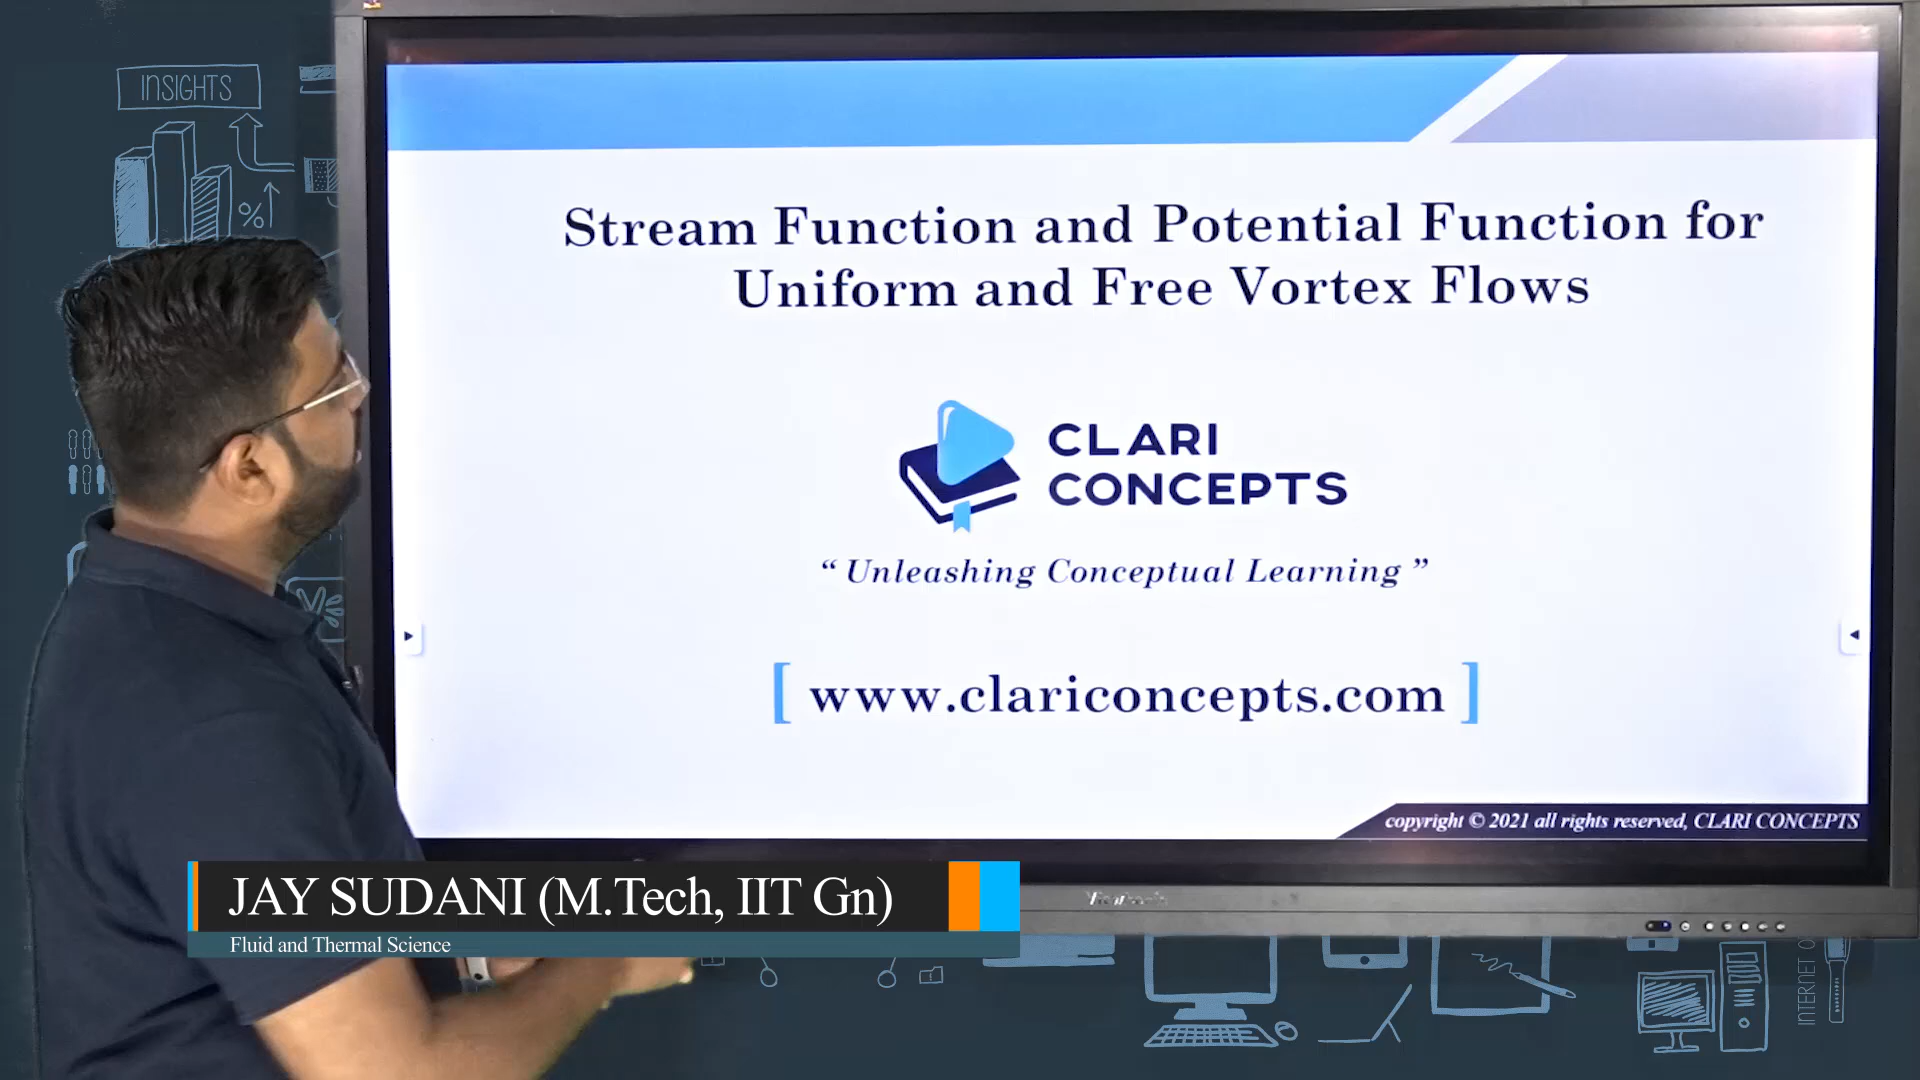 INSIGHTS
%
Stream Function and Potential Function for
Uniform and Free Vortex Flows
CLARI
CONCEPTS
“ Unleashing Conceptual Learning ”
[ www.clariconcepts.com ]
copyright © 2021 all rights reserved, CLARI CONCEPTS
JAY SUDANI (M.Tech, IIT Gn)
Fluid and Thermal Science
INTERNET O